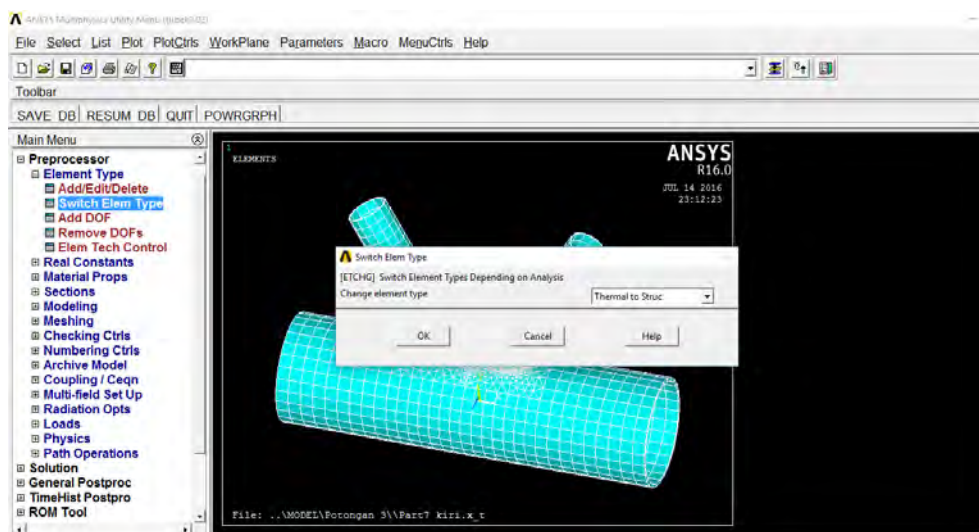 ANSYS Multiphysics Utility Menu
File Select List Plot PlotCtrls WorkPlane Parameters Macro MenuCtrls Help
Toolbar
SAVE_DB RESUM_DB QUIT POWRGRPH
Main Menu
Preprocessor
Element Type
Add/Edit/Delete
Switch Elem Type
Add DOF
Remove DOFs
Elem Tech Control
Real Constants
Material Props
Sections
Modeling
Meshing
Checking Ctrls
Numbering Ctrls
Archive Model
Coupling / Ceqn
Multi-field Set Up
Radiation Opts
Loads
Physics
Path Operations
Solution
General Postproc
TimeHist Postpro
ROM Tool
1
ELEMENTS
ANSYS
R16.0
JUL 14 2016
23:12:23
Switch Elem Type
[ETCHG] Switch Element Types Depending on Analysis
Change element type Thermal to Struc
OK Cancel Help
File: ..\MODEL\Potongan 3\\Part7 kiri.x_t